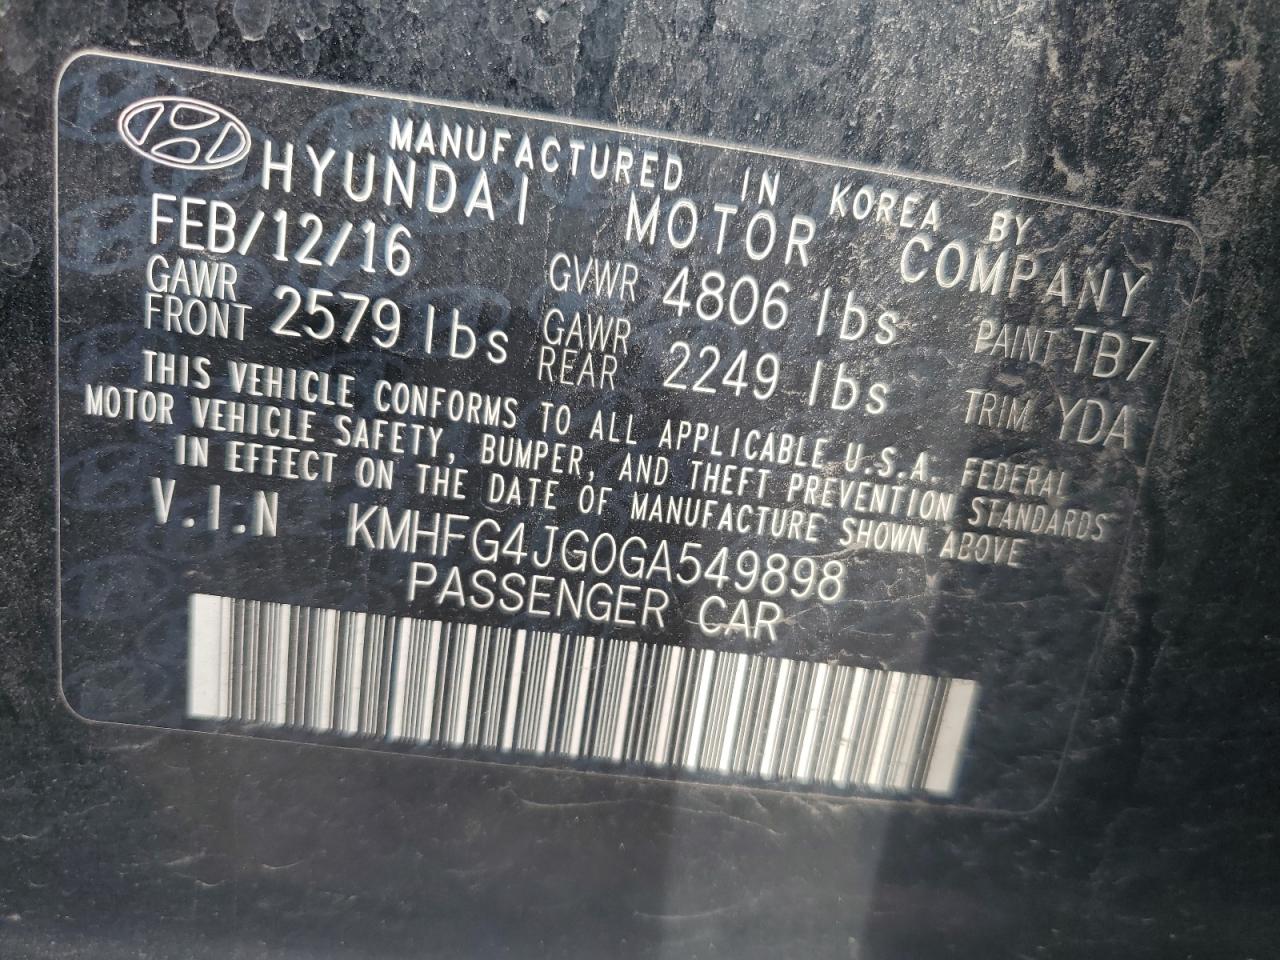 MANUFACTURED IN KOREA BY
HYUNDAI MOTOR COMPANY
FEB/12/16 GVWR 4806 lbs PAINT TB7
GAWR FRONT 2579 lbs GAWR REAR 2249 lbs TRIM YDA
THIS VEHICLE CONFORMS TO ALL APPLICABLE U.S.A. FEDERAL
MOTOR VEHICLE SAFETY, BUMPER, AND THEFT PREVENTION STANDARDS
IN EFFECT ON THE DATE OF MANUFACTURE SHOWN ABOVE
V.I.N KMHFG4JG0GA549898
PASSENGER CAR